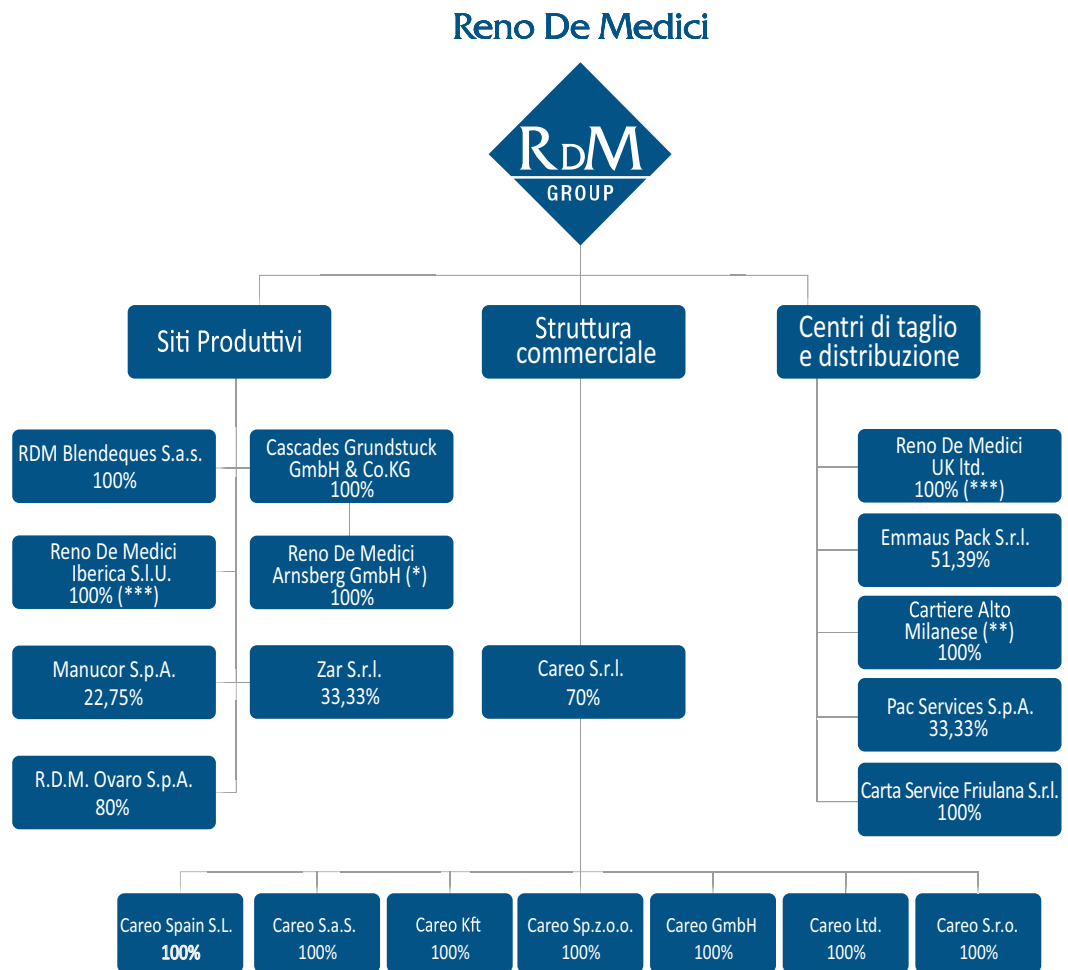 Reno De Medici
RDM
GROUP
Siti Produttivi
Struttura
commerciale
Centri di taglio
e distribuzione
RDM Blendeques S.a.s.
100%
Cascades Grundstuck
GmbH & Co.KG
100%
Reno De Medici
Iberica S.l.U.
100% (***)
Reno De Medici
Arnsberg GmbH (*)
100%
Manucor S.p.A.
22,75%
Zar S.r.l.
33,33%
R.D.M. Ovaro S.p.A.
80%
Careo S.r.l.
70%
Reno De Medici
UK ltd.
100% (***)
Emmaus Pack S.r.l.
51,39%
Cartiere Alto
Milanese (**)
100%
Pac Services S.p.A.
33,33%
Carta Service Friulana S.r.l.
100%
Careo Spain S.L.
100%
Careo S.a.S.
100%
Careo Kft
100%
Careo Sp.z.o.o.
100%
Careo GmbH
100%
Careo Ltd.
100%
Careo S.r.o.
100%